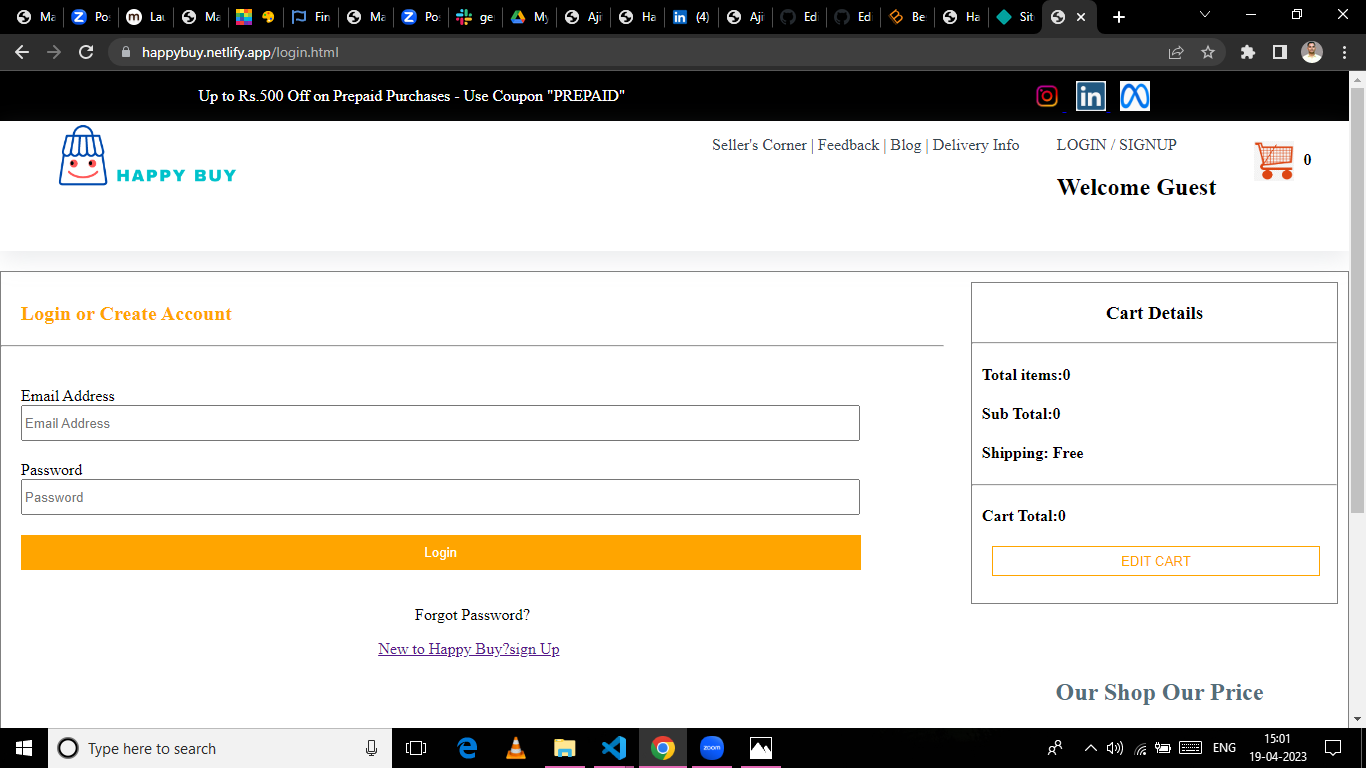 Ma
Po:
Lau
Ma
Fin
Ma
Po:
ge
My
Aji
Ha
(4)
Aji
Edi
Edi
Be
Ha
Sit
happybuy.netlify.app/login.html
Up to Rs.500 Off on Prepaid Purchases - Use Coupon "PREPAID"
HAPPY BUY
Seller's Corner | Feedback | Blog | Delivery Info
LOGIN / SIGNUP
0
Welcome Guest
Login or Create Account
Email Address
Email Address
Password
Password
Login
Forgot Password?
New to Happy Buy?sign Up
Cart Details
Total items:0
Sub Total:0
Shipping: Free
Cart Total:0
EDIT CART
Our Shop Our Price
Type here to search
zoom
ENG
15:01
19-04-2023